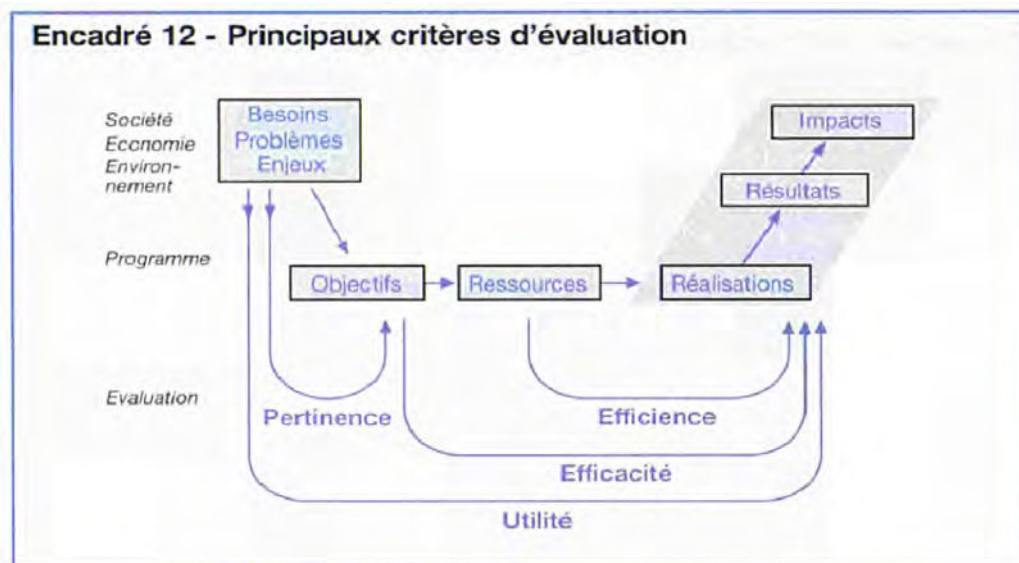 Encadré 12 - Principaux critères d'évaluation
Société
Economie
Environ-
nement
Besoins
Problèmes
Enjeux
Impacts
Résultats
Programme
Objectifs
Ressources
Réalisations
Evaluation
Pertinence
Efficience
Efficacité
Utilité